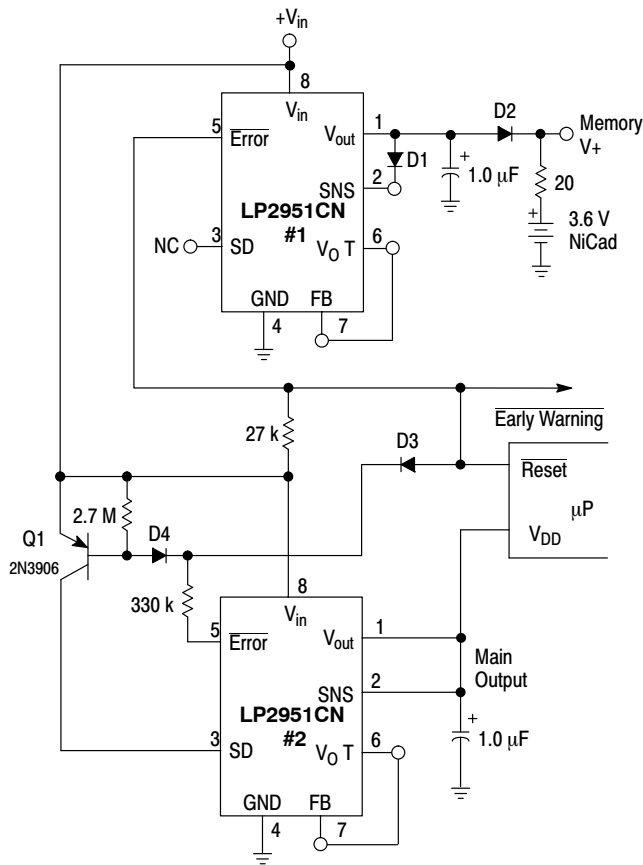 +Vin
8
Vin
5
Error
Vout
1
D2
Memory
V+
D1
1.0 μF
20
SNS
2
LP2951CN
#1
3.6 V
NiCad
NC
3
SD
VO T
6
GND
FB
4
7
27 k
Early Warning
D3
Reset
μP
VDD
2.7 M
D4
Q1
2N3906
330 k
8
Vin
5
Error
Vout
1
Main
Output
SNS
2
LP2951CN
#2
3
SD
VO T
6
1.0 μF
GND
FB
4
7